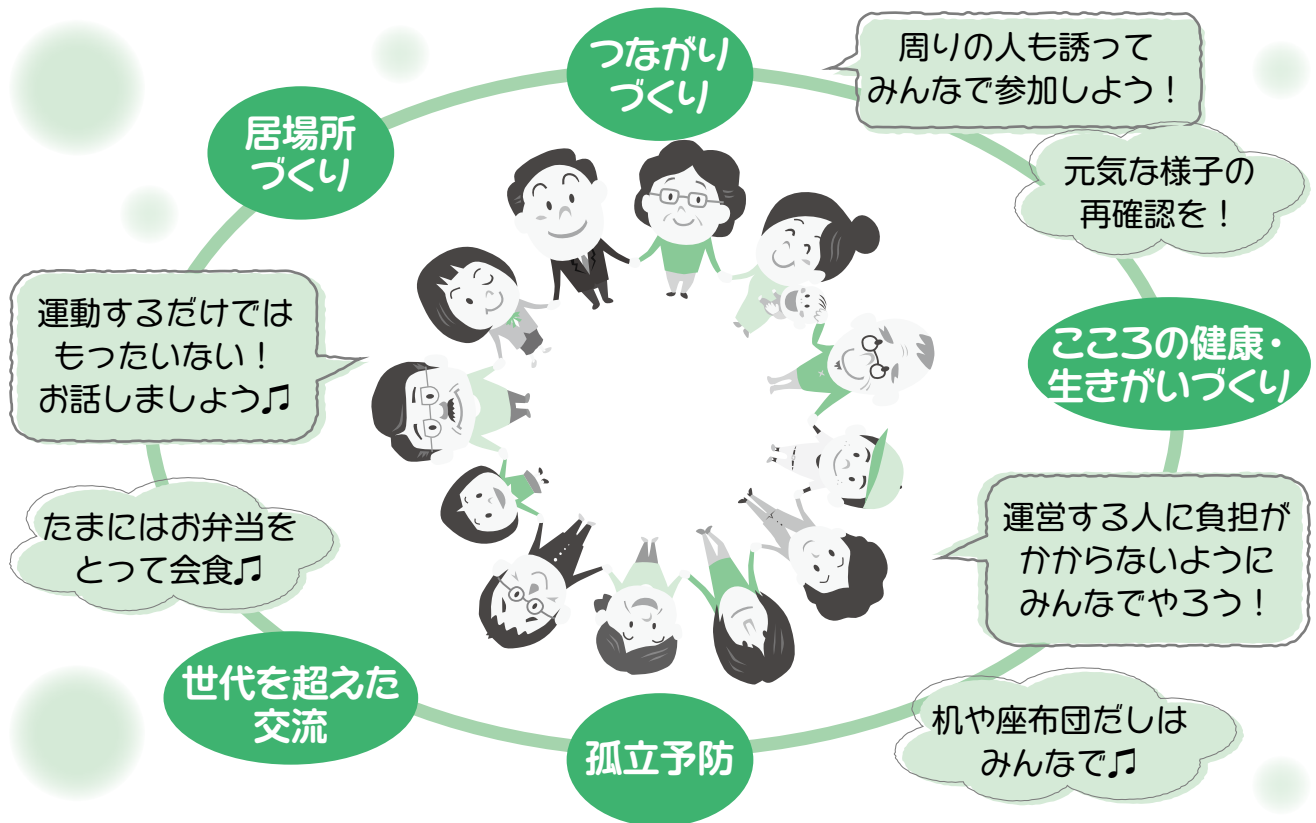 つながり
づくり
周りの人も誘って
みんなで参加しよう！
居場所
づくり
元気な様子の
再確認を！
運動するだけでは
もったいない！
お話しましょう♫
こころの健康・
生きがいづくり
たまにはお弁当を
とって会食♫
運営する人に負担が
かからないように
みんなでやろう！
世代を超えた
交流
孤立予防
机や座布団だしは
みんなで♫